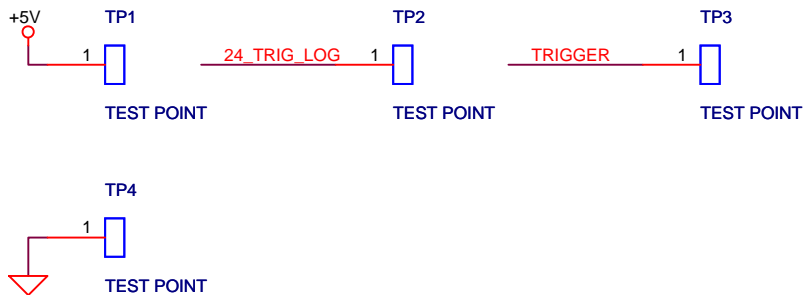 +5V
TP1
TP2
TP3
1
24_TRIG_LOG
1
TRIGGER
1
TEST POINT
TEST POINT
TEST POINT
TP4
1
TEST POINT